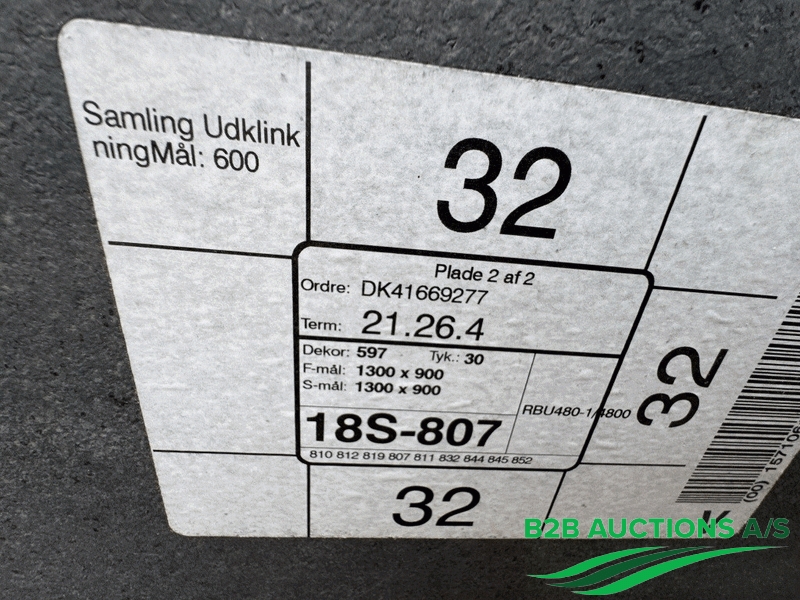 Samling Udklink
ningMål: 600
32
Plade 2 af 2
Ordre: DK41669277
Term: 21.26.4
Dekor: 597 Tyk.: 30
F-mål: 1300 x 900
S-mål: 1300 x 900
RBU480-1/4800
18S-807
810 812 819 807 811 832 844 845 852
32
32
(00) 157106
B2B AUCTIONS A/S